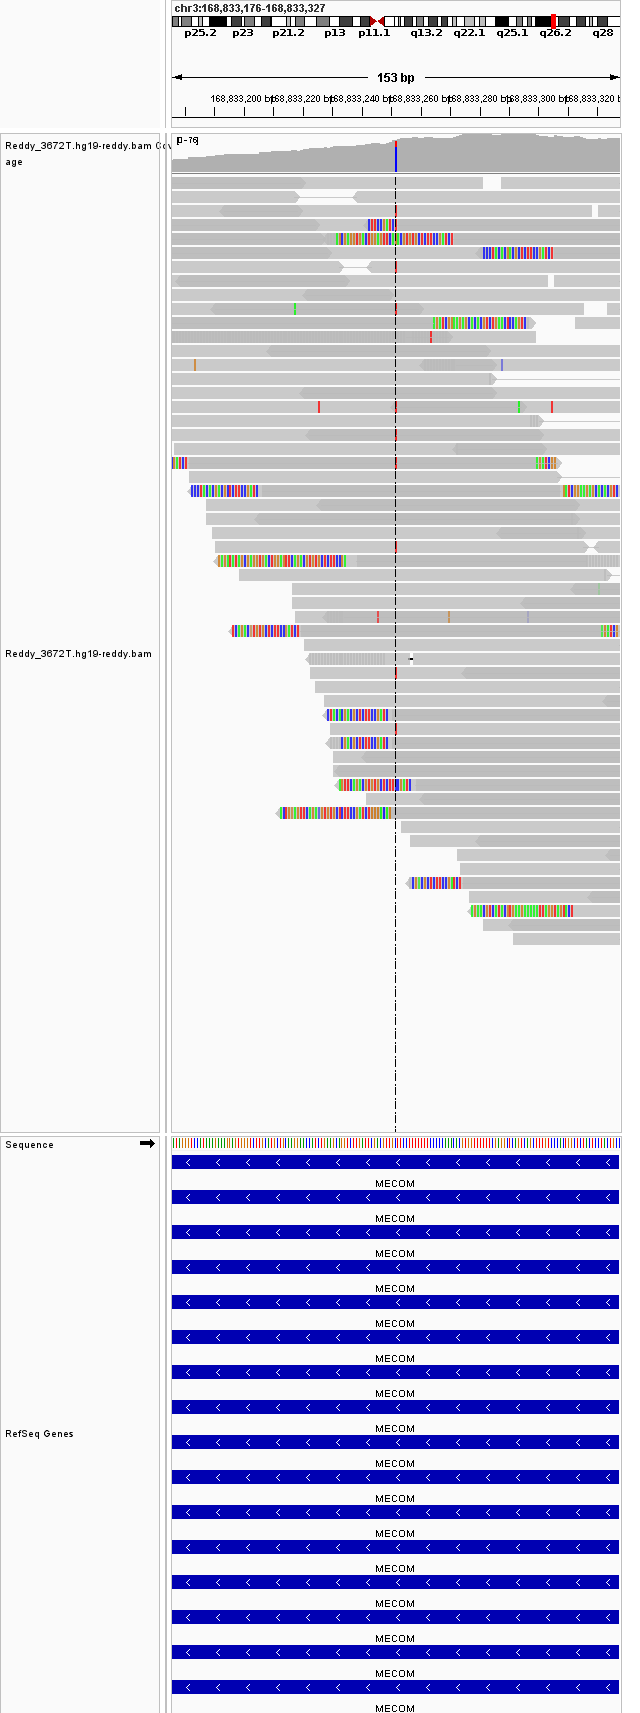 chr3:168,833,176-168,833,327
p25.2 p23 p21.2 p13 p11.1 q13.2 q22.1 q25.1 q26.2 q28
153 bp
168,833,200 bp 168,833,220 bp 168,833,240 bp 168,833,260 bp 168,833,280 bp 168,833,300 bp 168,833,320 b
Reddy_3672T.hg19-reddy.bam Cov
age
[0-76]
Reddy_3672T.hg19-reddy.bam
Sequence
MECOM
MECOM
MECOM
MECOM
MECOM
MECOM
MECOM
RefSeq Genes
MECOM
MECOM
MECOM
MECOM
MECOM
MECOM
MECOM
MECOM
MECOM